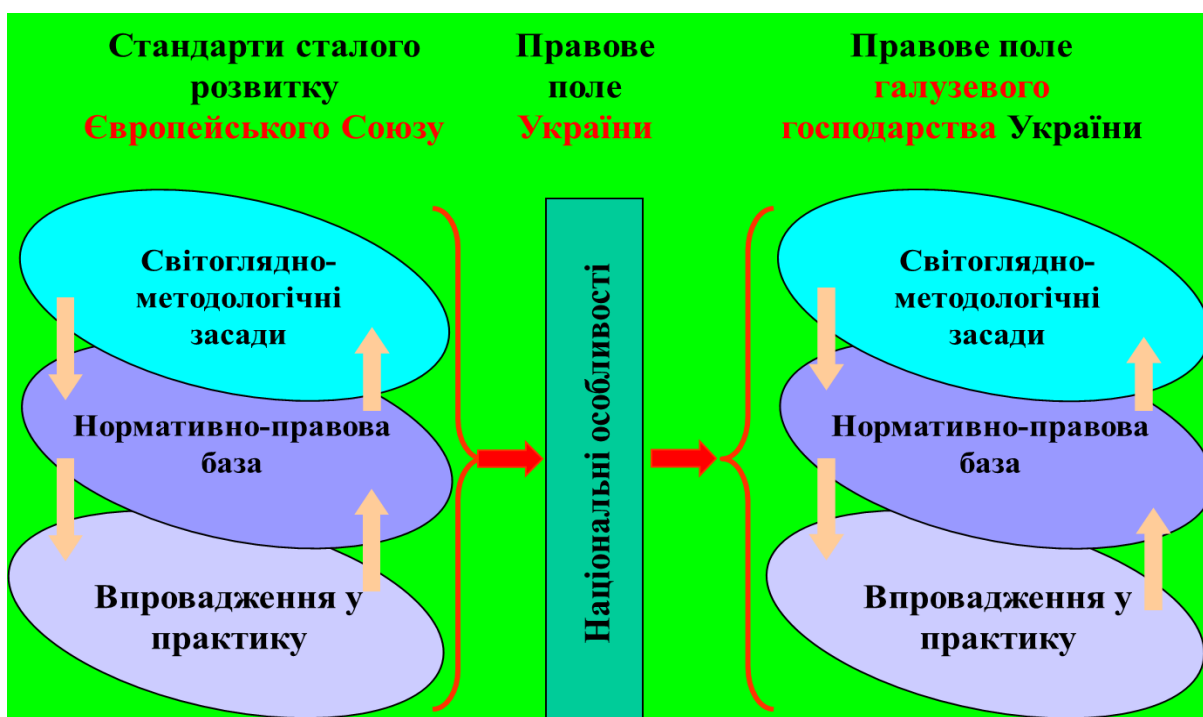 Стандарти сталого
розвитку
Європейського Союзу
Правове
поле
України
Правове поле
галузевого
господарства України
Світоглядно-
методологічні
засади
Нормативно-правова
база
Впровадження у
практику
Національні особливості
Світоглядно-
методологічні
засади
Нормативно-правова
база
Впровадження у
практику